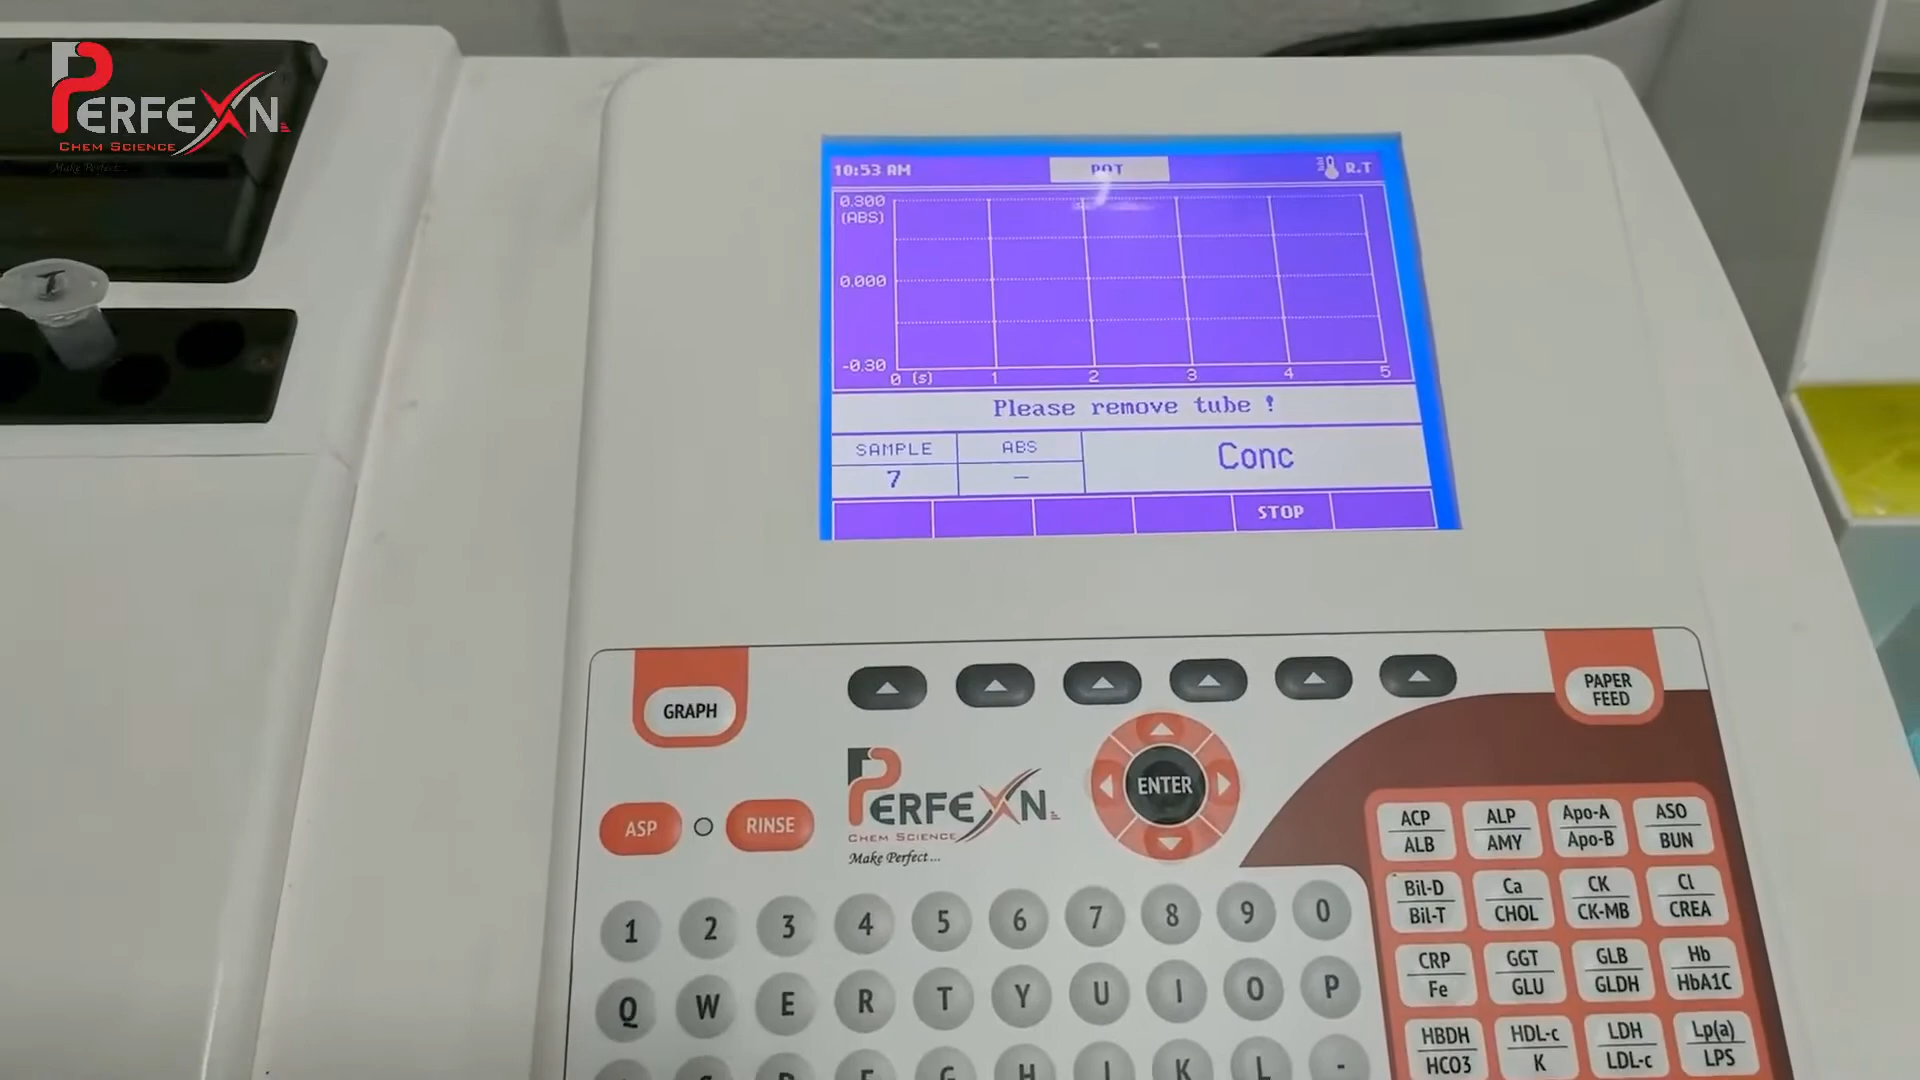 PERFEXN
CHEM SCIENCE
Make Perfect...
10:53 AM
POT
R.T
0.300
(ABS)
0.000
-0.30
0 (s) 1 2 3 4 5
Please remove tube !
SAMPLE ABS Conc
7 –
STOP
GRAPH
PAPER
FEED
ENTER
ASP RINSE
PERFEXN
CHEM SCIENCE
Make Perfect...
ACP ALP Apo-A ASO
ALB AMY Apo-B BUN
Bil-D Ca CK Cl
Bil-T CHOL CK-MB CREA
CRP GGT GLB Hb
Fe GLU GLDH HbA1C
HBDH HDL-c LDH Lp(a)
HCO3 K LDL-c LPS
1 2 3 4 5 6 7 8 9 0
Q W E R T Y U I O P
G H J K L -